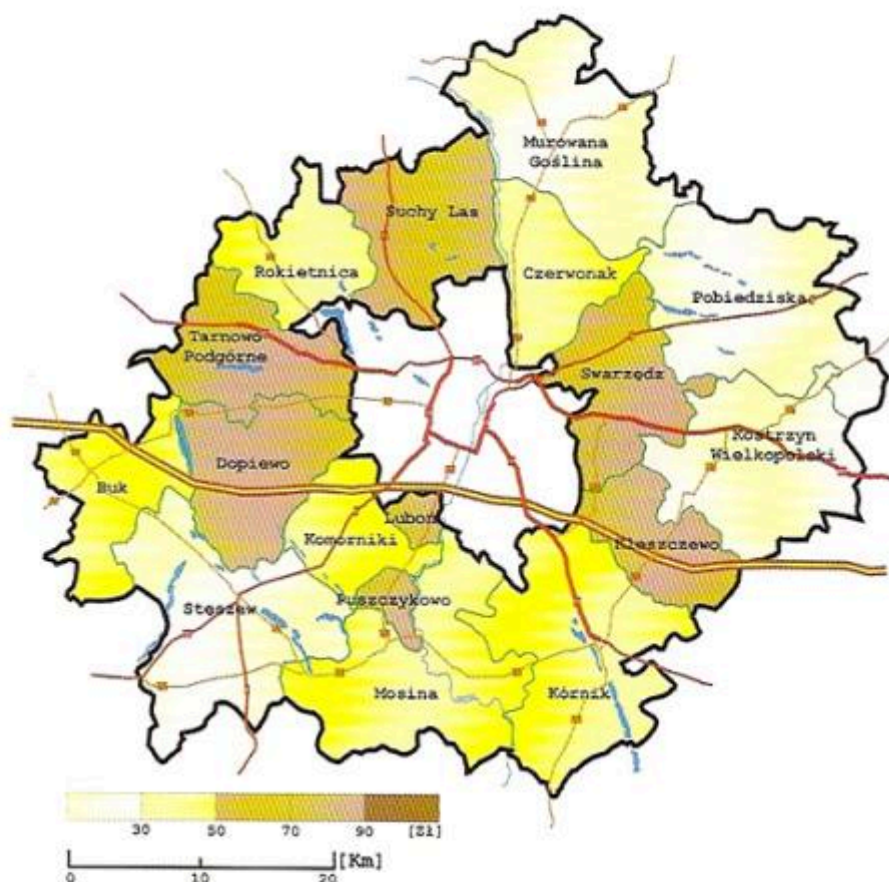 Murowana
Goślina
Suchy Las
Rokietnica
Czerwonak
Pobiedziska
Tarnowo
Podgórne
Swarzędz
Kostrzyn
Wielkopolski
Dopiewo
Buk
Luboń
Komorniki
Kleszczewo
Puszczykowo
Stęszew
Mosina
Kórnik
30 50 70 90 [Zł]
[Km]
0 10 20